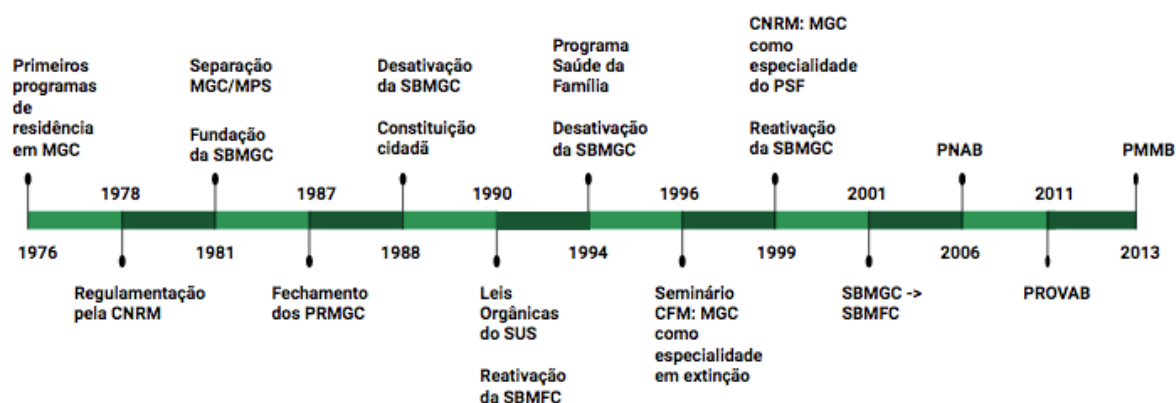 Primeiros
programas
de
residência
em MGC
Separação
MGC/MPS
Fundação
da SBMGC
Desativação
da SBMGC
Constituição
cidadã
Programa
Saúde da
Família
Desativação
da SBMGC
CNRM: MGC
como
especialidade
do PSF
Reativação
da SBMGC
PNAB
PMMB
1978
1987
1990
1996
2001
2011
1976
1981
1988
1994
1999
2006
2013
Regulamentação
pela CNRM
Fechamento
dos PRMGC
Leis
Orgânicas
do SUS
Reativação
da SBMFC
Seminário
CFM: MGC
como
especialidade
em extinção
SBMGC ->
SBMFC
PROVAB